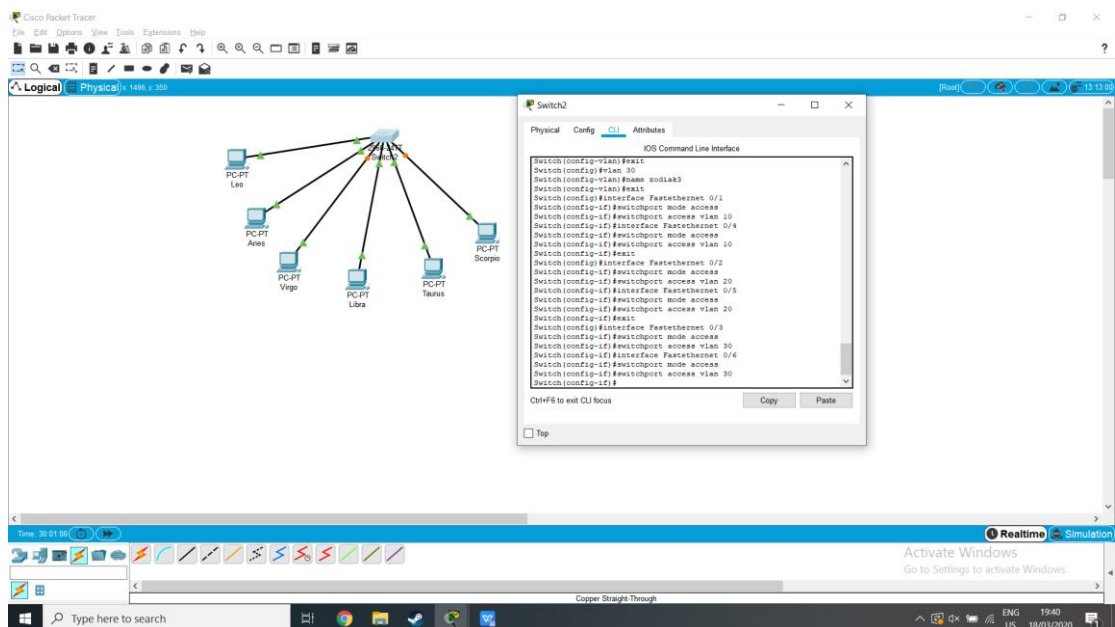 Cisco Packet Tracer
File Edit Options View Tools Extensions Help
?
Logical Physical x: 1496, y: 350
[Root] 13:13:00
Switch2
Physical Config CLI Attributes
IOS Command Line Interface
Switch(config-vlan)#exit
Switch(config)#vlan 30
Switch(config-vlan)#name zodiak3
Switch(config-vlan)#exit
Switch(config)#interface Fastethernet 0/1
Switch(config-if)#switchport mode access
Switch(config-if)#switchport access vlan 10
Switch(config-if)#interface Fastethernet 0/4
Switch(config-if)#switchport mode access
Switch(config-if)#switchport access vlan 10
Switch(config-if)#exit
Switch(config)#interface Fastethernet 0/2
Switch(config-if)#switchport mode access
Switch(config-if)#switchport access vlan 20
Switch(config-if)#interface Fastethernet 0/5
Switch(config-if)#switchport mode access
Switch(config-if)#switchport access vlan 20
Switch(config-if)#exit
Switch(config)#interface Fastethernet 0/3
Switch(config-if)#switchport mode access
Switch(config-if)#switchport access vlan 30
Switch(config-if)#interface Fastethernet 0/6
Switch(config-if)#switchport mode access
Switch(config-if)#switchport access vlan 30
Switch(config-if)#
Ctrl+F6 to exit CLI focus
Copy Paste
Top
Switch2
PC-PT
Leo
PC-PT
Aries
PC-PT
Virgo
PC-PT
Libra
PC-PT
Taurus
PC-PT
Scorpio
Time: 30:01:06
Realtime Simulation
Activate Windows
Go to Settings to activate Windows.
Copper Straight-Through
Type here to search
ENG 19:40
US 18/03/2020